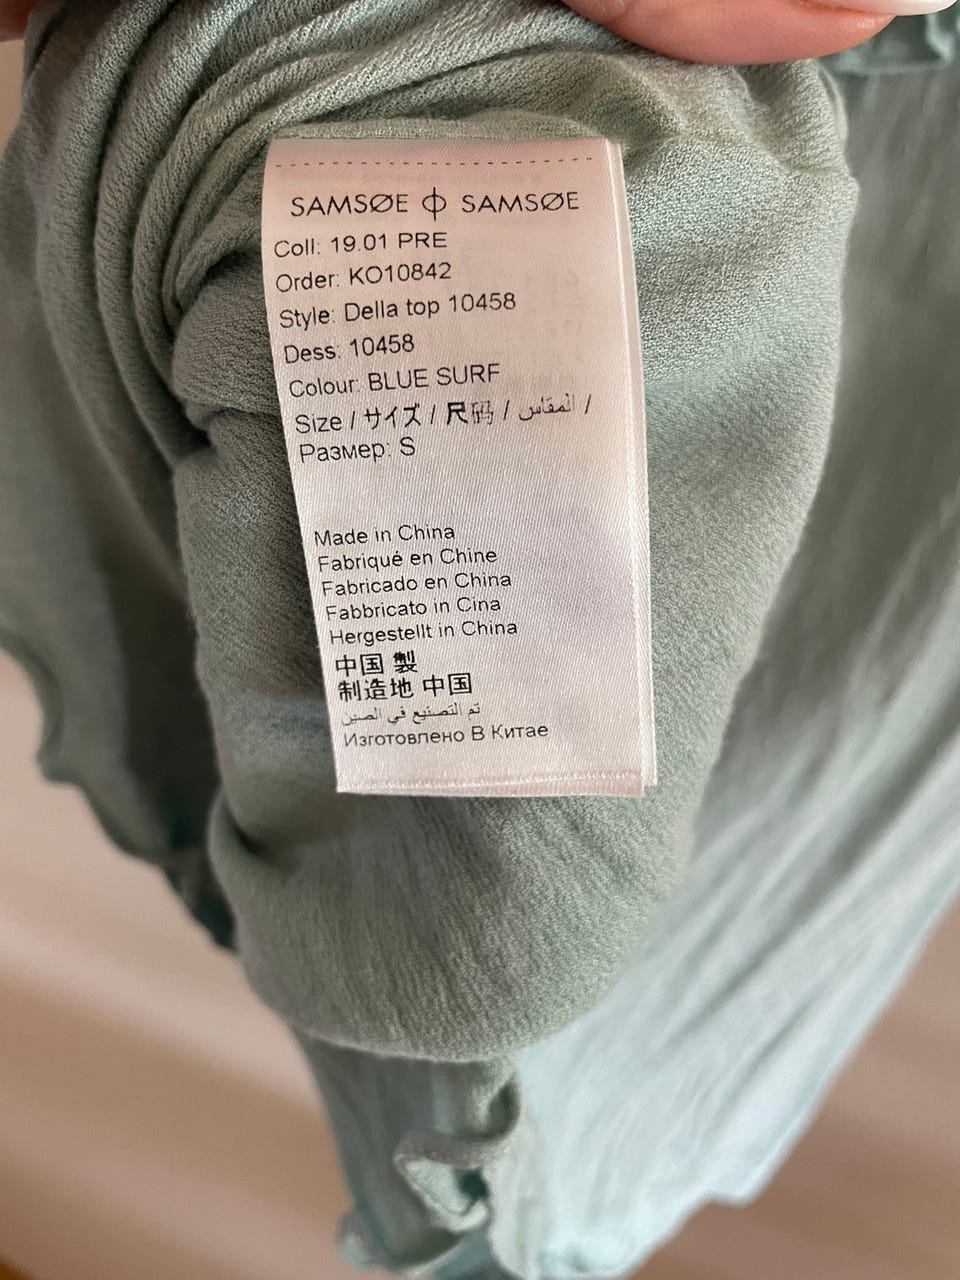 SAMSØE ⌽ SAMSØE
Coll: 19.01 PRE
Order: KO10842
Style: Della top 10458
Dess: 10458
Colour: BLUE SURF
Size / サイズ / 尺码 / المقاس /
Размер: S
Made in China
Fabriqué en Chine
Fabricado en China
Fabbricato in Cina
Hergestellt in China
中国 製
制造地 中国
تم التصنيع في الصين
Изготовлено В Китае